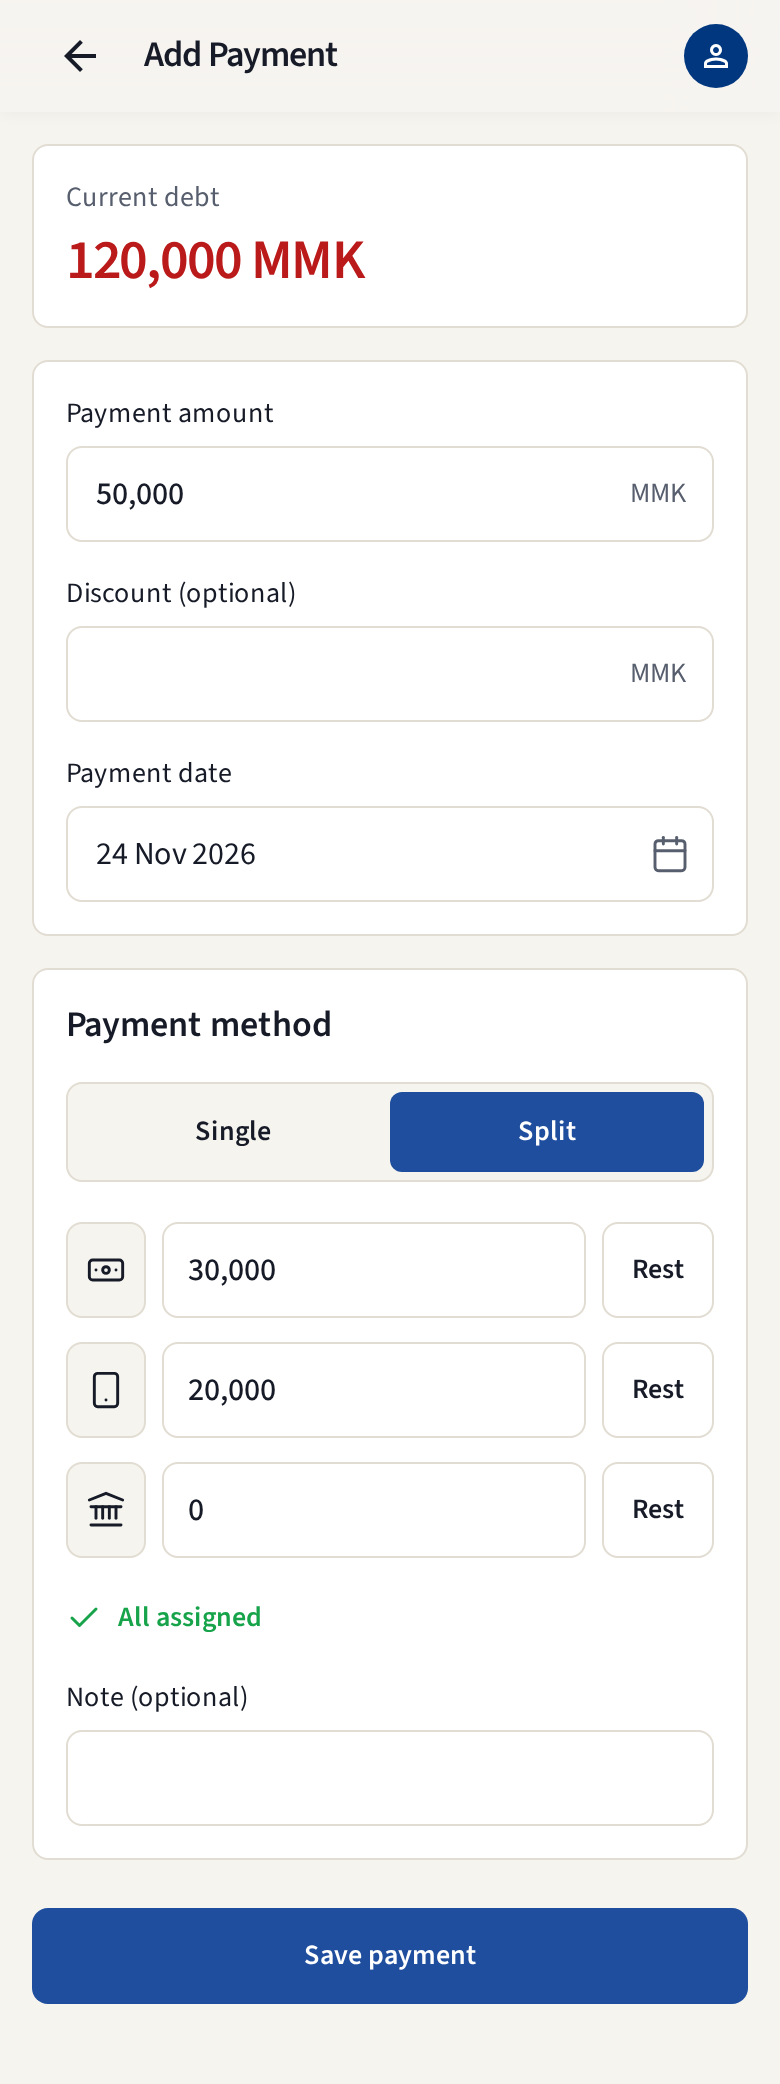 Add Payment
Current debt
120,000 MMK
Payment amount
50,000 MMK
Discount (optional)
MMK
Payment date
24 Nov 2026
Payment method
Single Split
30,000 Rest
20,000 Rest
0 Rest
All assigned
Note (optional)
Save payment